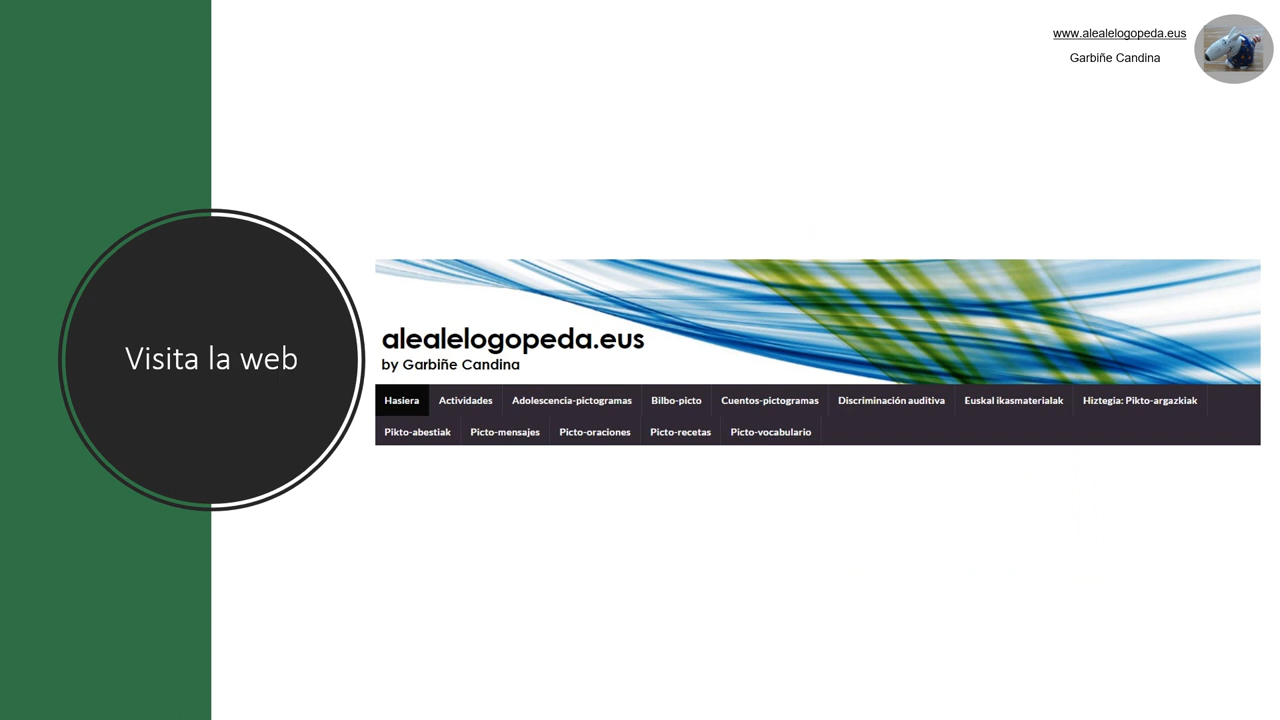 www.alealelogopeda.eus
Garbiñe Candina
Visita la web
alealelogopeda.eus
by Garbiñe Candina
Hasiera Actividades Adolescencia-pictogramas Bilbo-picto Cuentos-pictogramas Discriminación auditiva Euskal ikasmaterialak Hiztegia: Pikto-argazkiak
Pikto-abestiak Picto-mensajes Picto-oraciones Picto-recetas Picto-vocabulario